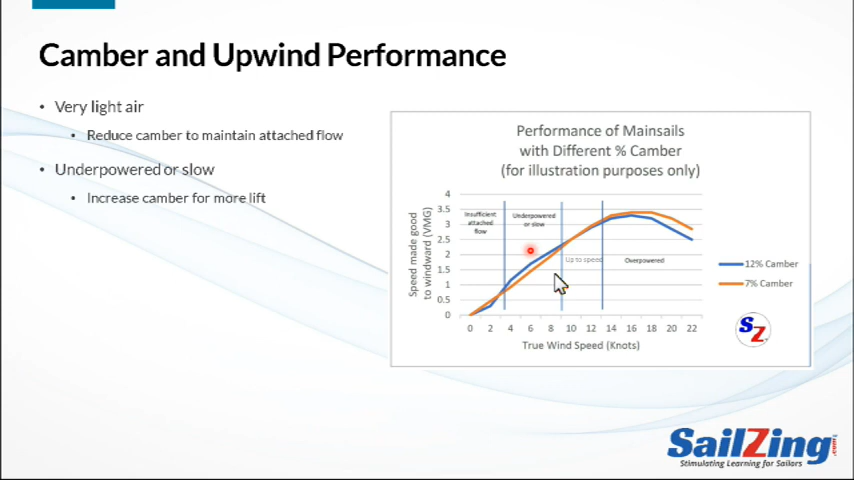 Camber and Upwind Performance
• Very light air
• Reduce camber to maintain attached flow
• Underpowered or slow
• Increase camber for more lift
Performance of Mainsails
with Different % Camber
(for illustration purposes only)
Speed made good
to windward (VMG)
4
3.5
3
2.5
2
1.5
1
0.5
0
Insufficient
attached
flow
Underpowered
or slow
Up to speed
Overpowered
0 2 4 6 8 10 12 14 16 18 20 22
True Wind Speed (Knots)
12% Camber
7% Camber
SZ
SailZing.com
Stimulating Learning for Sailors